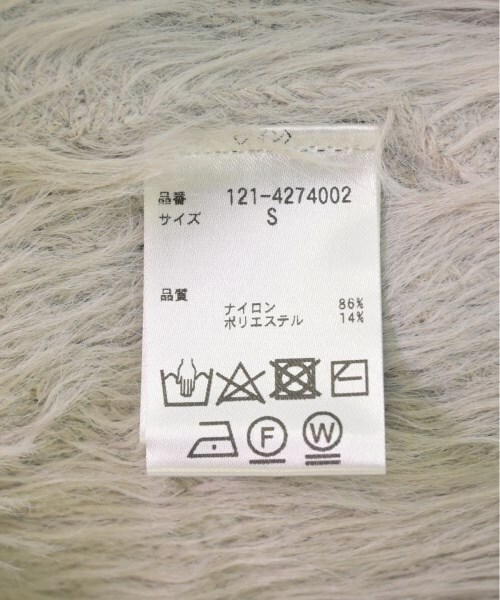 品番 121-4274002
サイズ S
品質
ナイロン 86%
ポリエステル 14%
F W